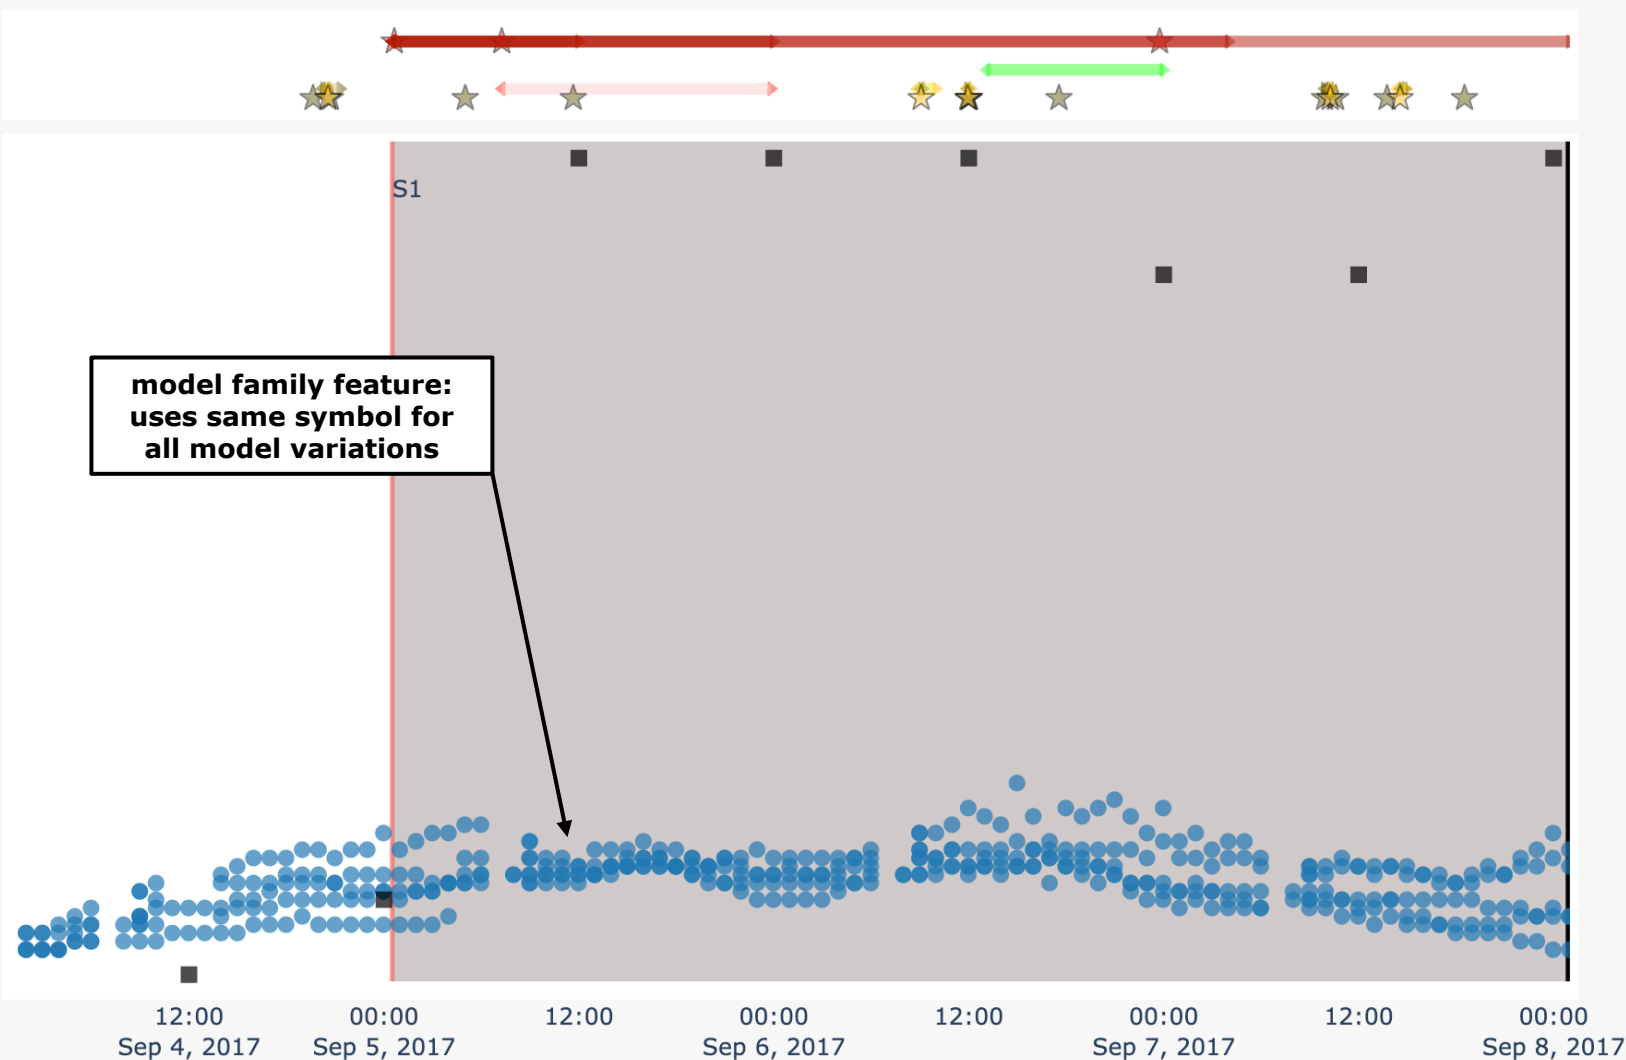 S1
model family feature:
uses same symbol for
all model variations
12:00 00:00 12:00 00:00 12:00 00:00 12:00 00:00
Sep 4, 2017 Sep 5, 2017 Sep 6, 2017 Sep 7, 2017 Sep 8, 2017